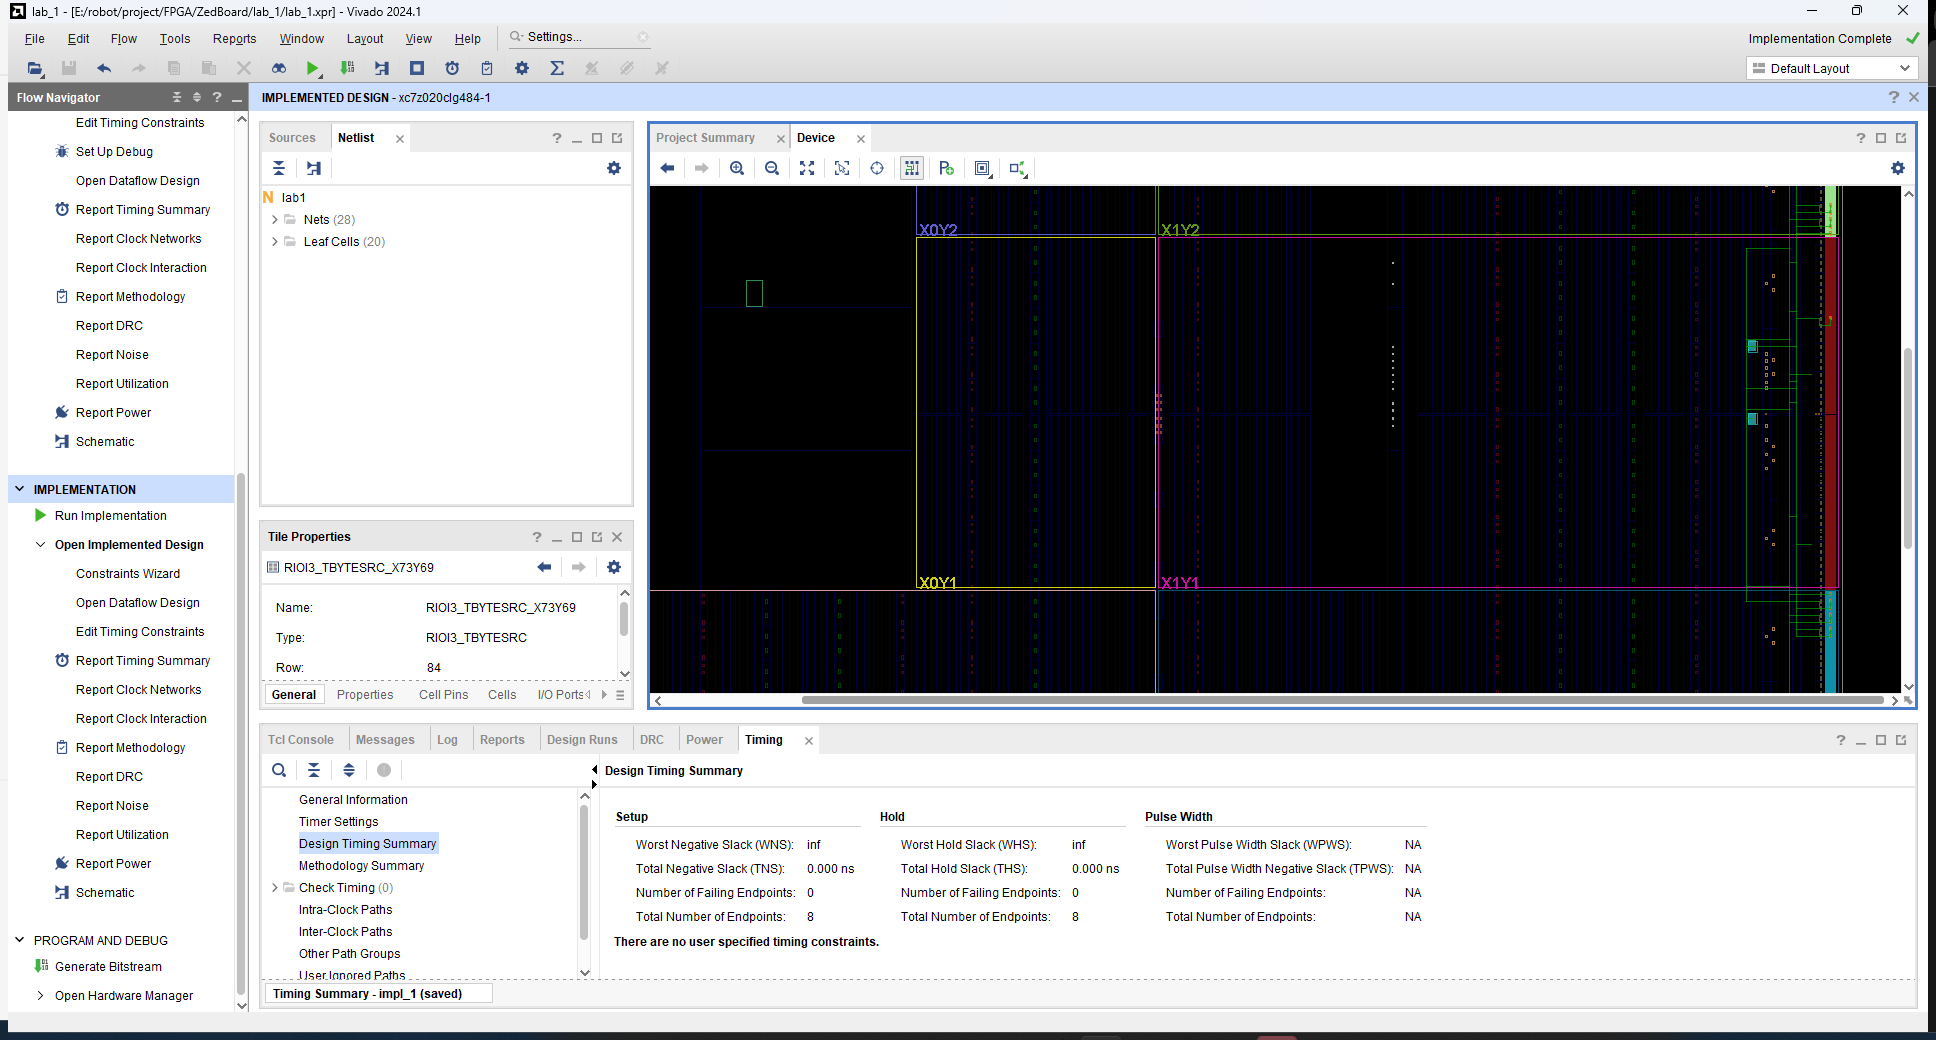 lab_1 - [E:/robot/project/FPGA/ZedBoard/lab_1/lab_1.xpr] - Vivado 2024.1
File Edit Flow Tools Reports Window Layout View Help Settings...
Implementation Complete
Default Layout
Flow Navigator
Edit Timing Constraints
Set Up Debug
Open Dataflow Design
Report Timing Summary
Report Clock Networks
Report Clock Interaction
Report Methodology
Report DRC
Report Noise
Report Utilization
Report Power
Schematic
IMPLEMENTATION
Run Implementation
Open Implemented Design
Constraints Wizard
Open Dataflow Design
Edit Timing Constraints
Report Timing Summary
Report Clock Networks
Report Clock Interaction
Report Methodology
Report DRC
Report Noise
Report Utilization
Report Power
Schematic
PROGRAM AND DEBUG
Generate Bitstream
Open Hardware Manager
IMPLEMENTED DESIGN - xc7z020clg484-1
Sources Netlist
N lab1
Nets (28)
Leaf Cells (20)
Tile Properties
RIOI3_TBYTESRC_X73Y69
Name: RIOI3_TBYTESRC_X73Y69
Type: RIOI3_TBYTESRC
Row: 84
General Properties Cell Pins Cells I/O Ports
Project Summary Device
X0Y2 X1Y2
X0Y1 X1Y1
Tcl Console Messages Log Reports Design Runs DRC Power Timing
General Information
Timer Settings
Design Timing Summary
Methodology Summary
Check Timing (0)
Intra-Clock Paths
Inter-Clock Paths
Other Path Groups
User Ignored Paths
Timing Summary - impl_1 (saved)
Design Timing Summary
Setup Hold Pulse Width
Worst Negative Slack (WNS): inf Worst Hold Slack (WHS): inf Worst Pulse Width Slack (WPWS): NA
Total Negative Slack (TNS): 0.000 ns Total Hold Slack (THS): 0.000 ns Total Pulse Width Negative Slack (TPWS): NA
Number of Failing Endpoints: 0 Number of Failing Endpoints: 0 Number of Failing Endpoints: NA
Total Number of Endpoints: 8 Total Number of Endpoints: 8 Total Number of Endpoints: NA
There are no user specified timing constraints.